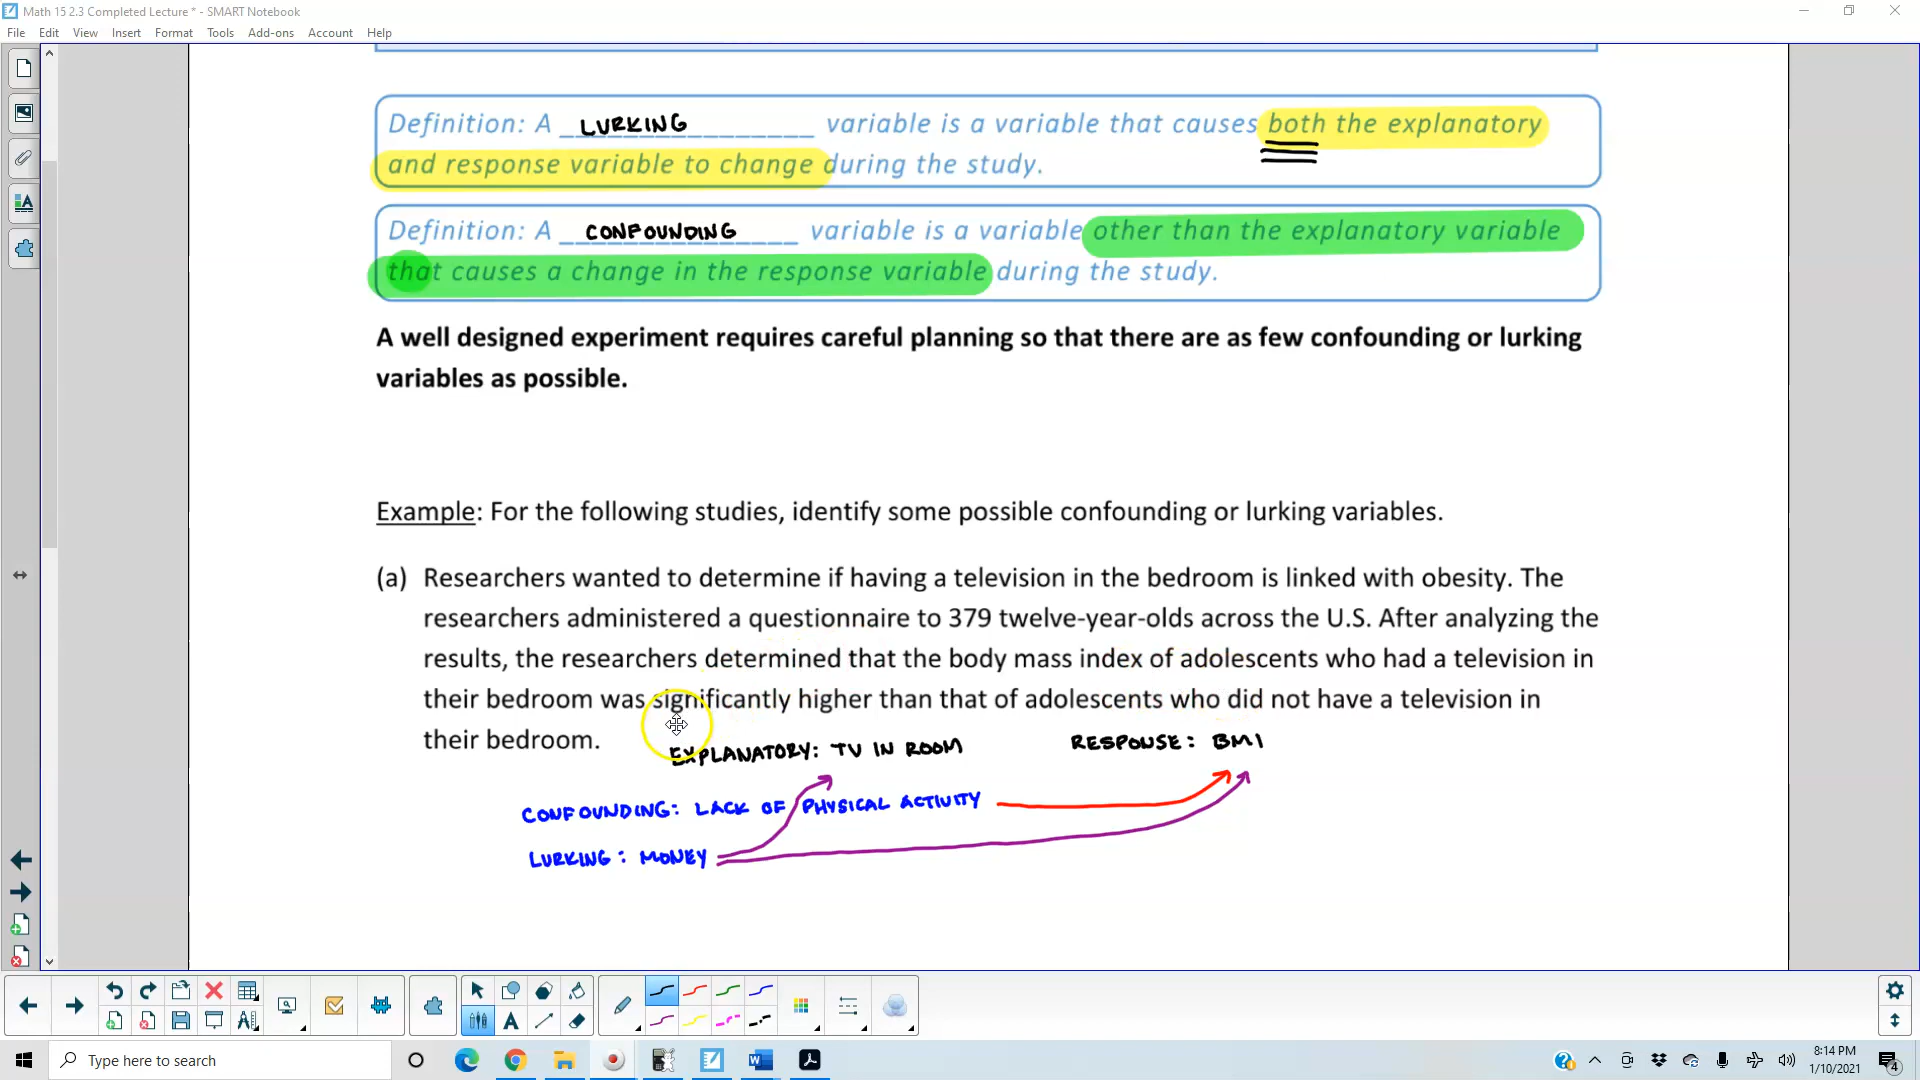 Math 15 2.3 Completed Lecture * - SMART Notebook
File Edit View Insert Format Tools Add-ons Account Help
Definition: A LURKING variable is a variable that causes both the explanatory
and response variable to change during the study.
Definition: A CONFOUNDING variable is a variable other than the explanatory variable
that causes a change in the response variable during the study.
A well designed experiment requires careful planning so that there are as few confounding or lurking
variables as possible.
Example: For the following studies, identify some possible confounding or lurking variables.
(a) Researchers wanted to determine if having a television in the bedroom is linked with obesity. The
researchers administered a questionnaire to 379 twelve-year-olds across the U.S. After analyzing the
results, the researchers determined that the body mass index of adolescents who had a television in
their bedroom was significantly higher than that of adolescents who did not have a television in
their bedroom.
EXPLANATORY: TV IN ROOM RESPONSE: BMI
CONFOUNDING: LACK OF PHYSICAL ACTIVITY
LURKING: MONEY
Type here to search
8:14 PM
1/10/2021
4